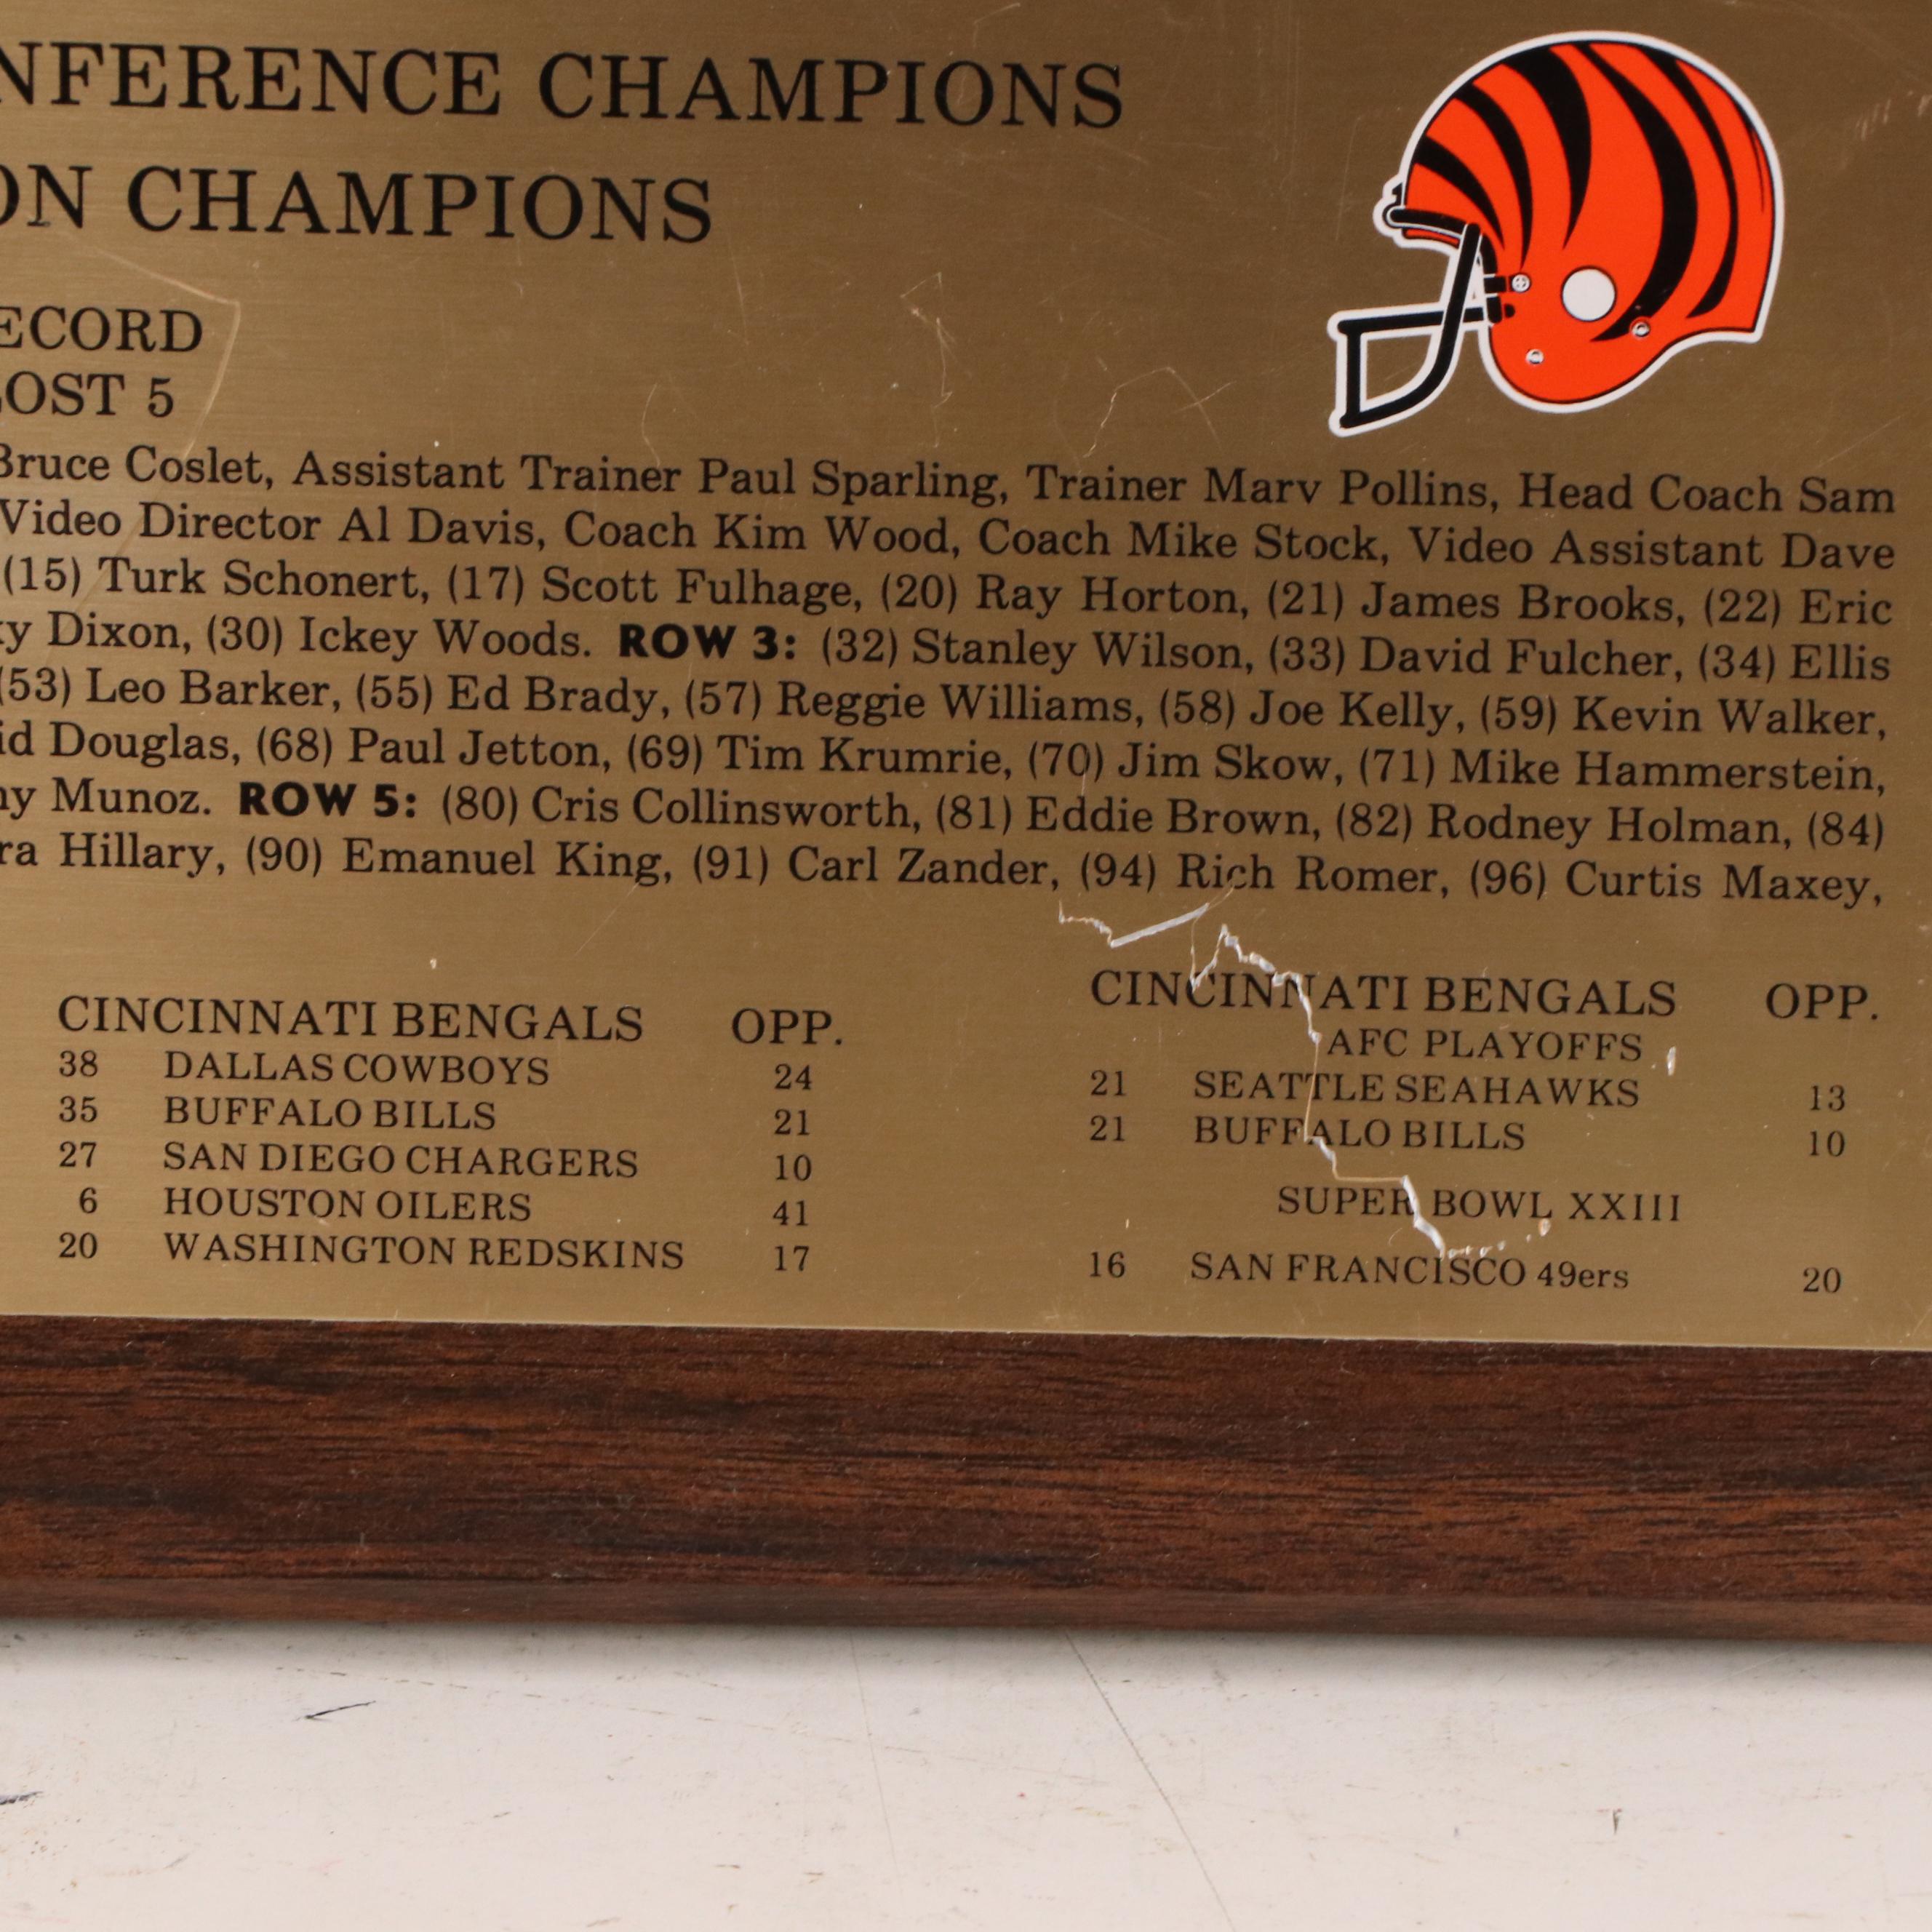 NFERENCE CHAMPIONS
ON CHAMPIONS
ECORD
LOST 5
Bruce Coslet, Assistant Trainer Paul Sparling, Trainer Marv Pollins, Head Coach Sam
Video Director Al Davis, Coach Kim Wood, Coach Mike Stock, Video Assistant Dave
(15) Turk Schonert, (17) Scott Fulhage, (20) Ray Horton, (21) James Brooks, (22) Eric
ky Dixon, (30) Ickey Woods. ROW 3: (32) Stanley Wilson, (33) David Fulcher, (34) Ellis
(53) Leo Barker, (55) Ed Brady, (57) Reggie Williams, (58) Joe Kelly, (59) Kevin Walker,
id Douglas, (68) Paul Jetton, (69) Tim Krumrie, (70) Jim Skow, (71) Mike Hammerstein,
ny Munoz. ROW 5: (80) Cris Collinsworth, (81) Eddie Brown, (82) Rodney Holman, (84)
ra Hillary, (90) Emanuel King, (91) Carl Zander, (94) Rich Romer, (96) Curtis Maxey,
CINCINNATI BENGALS OPP.
38 DALLAS COWBOYS 24
35 BUFFALO BILLS 21
27 SAN DIEGO CHARGERS 10
6 HOUSTON OILERS 41
20 WASHINGTON REDSKINS 17
CINCINNATI BENGALS OPP.
AFC PLAYOFFS
21 SEATTLE SEAHAWKS 13
21 BUFFALO BILLS 10
SUPER BOWL XXIII
16 SAN FRANCISCO 49ers 20